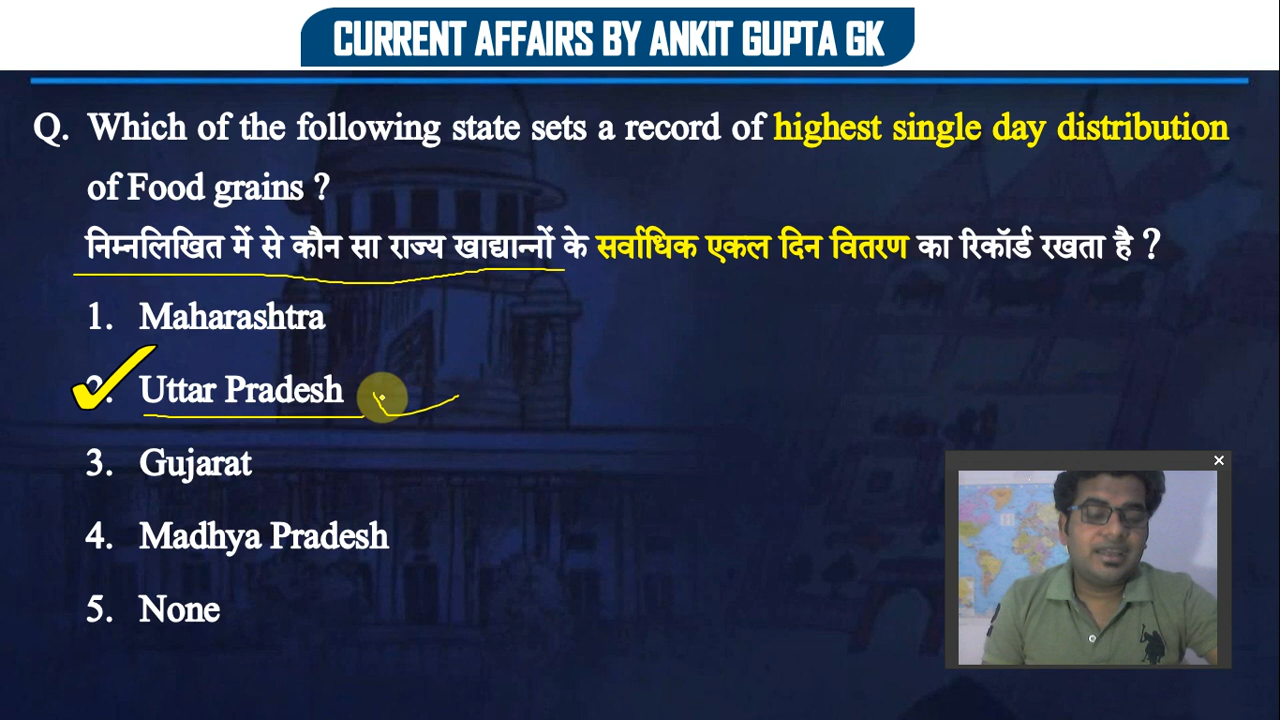 CURRENT AFFAIRS BY ANKIT GUPTA GK
Q. Which of the following state sets a record of highest single day distribution
of Food grains ?
निम्नलिखित में से कौन सा राज्य खाद्यान्नों के सर्वाधिक एकल दिन वितरण का रिकॉर्ड रखता है ?
1. Maharashtra
2. Uttar Pradesh
3. Gujarat
4. Madhya Pradesh
5. None